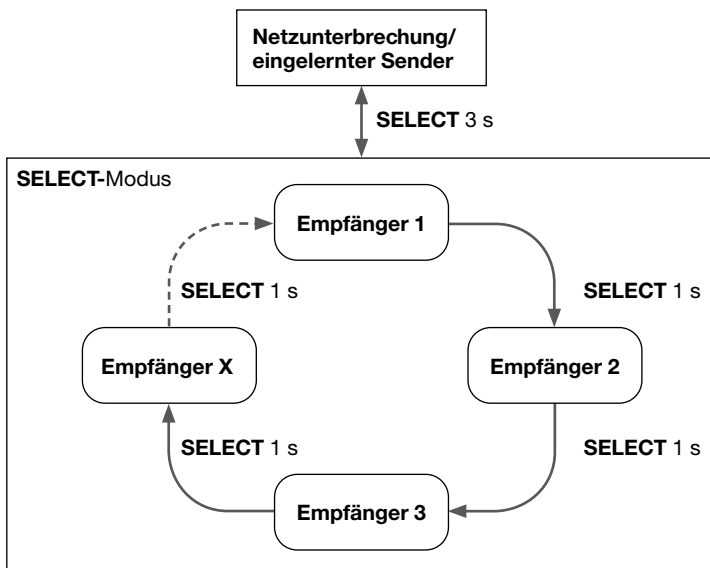 Netzunterbrechung/
eingelernter Sender
SELECT 3 s
SELECT-Modus
Empfänger 1
SELECT 1 s
SELECT 1 s
Empfänger X
Empfänger 2
SELECT 1 s
SELECT 1 s
Empfänger 3